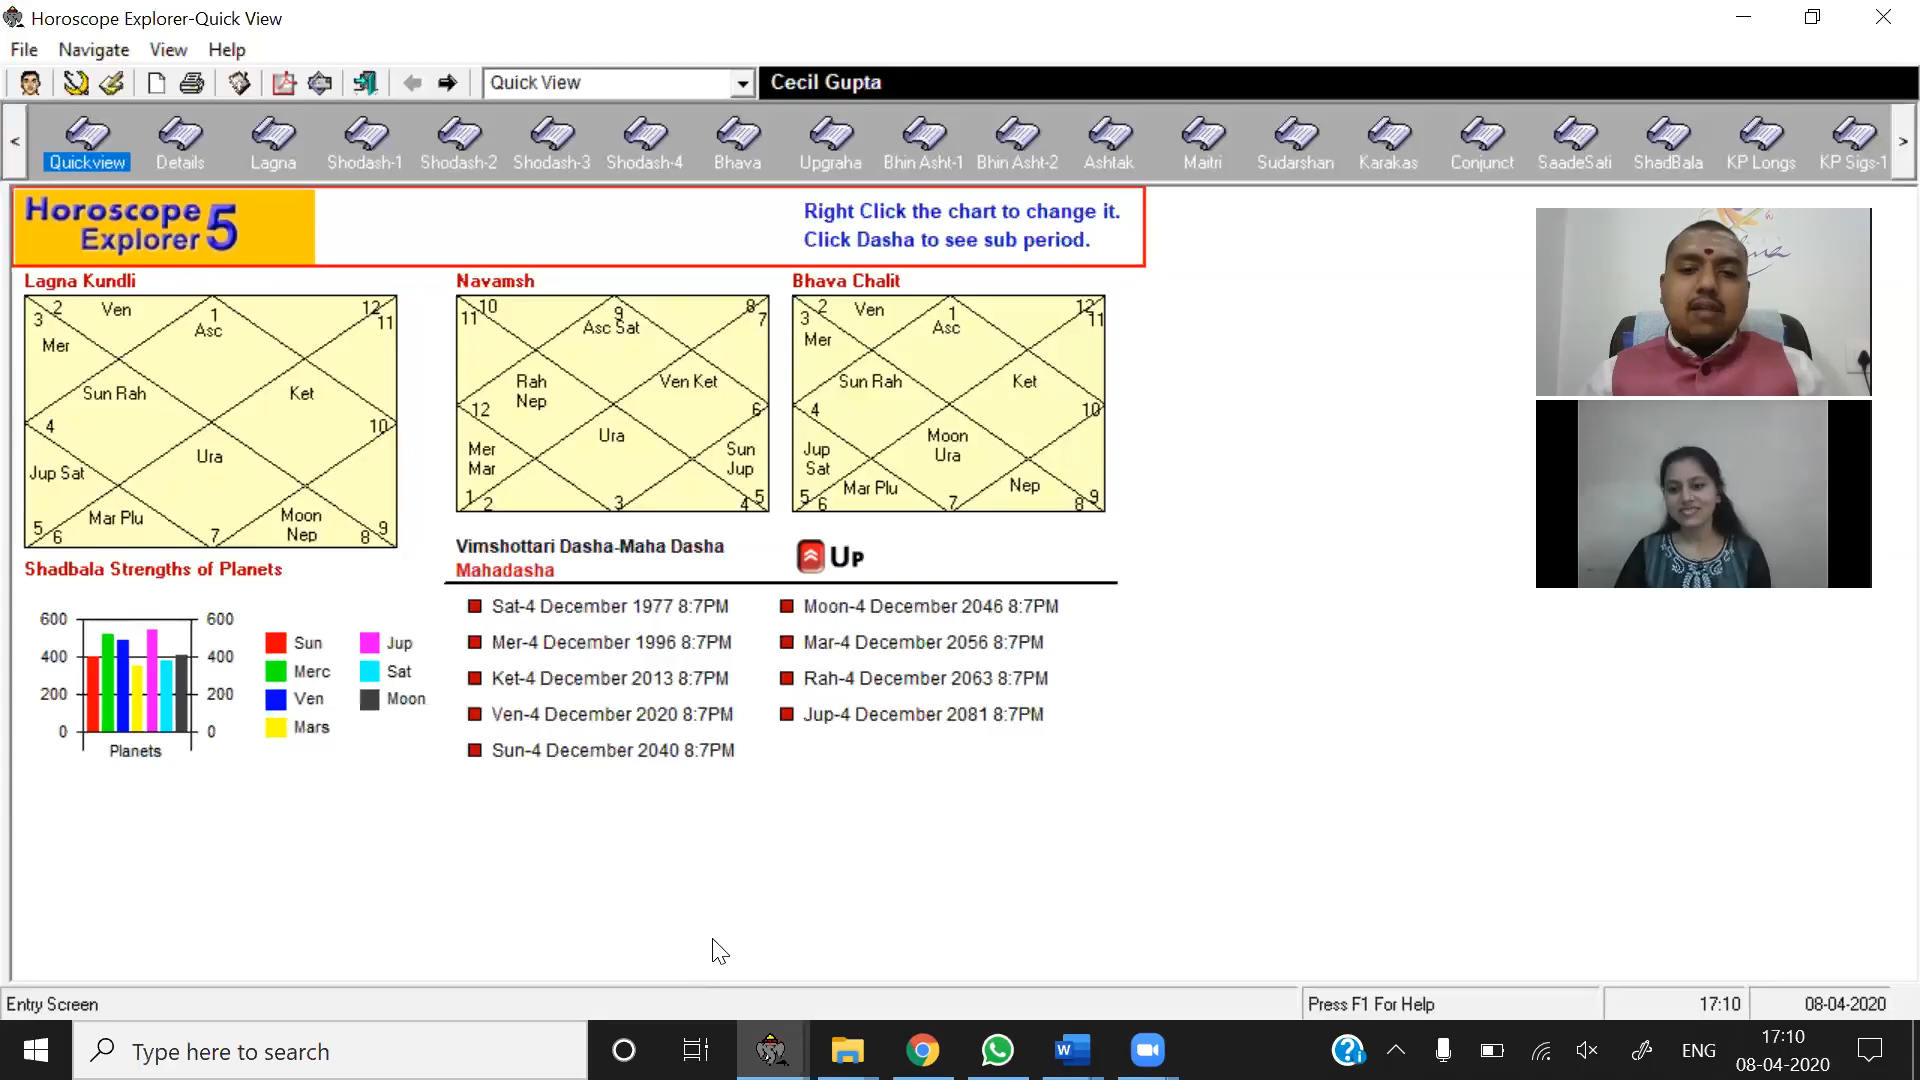 Horoscope Explorer-Quick View
File Navigate View Help
Quick View
Cecil Gupta
< Quickview Details Lagna Shodash-1 Shodash-2 Shodash-3 Shodash-4 Bhava Upgraha Bhin Asht-1 Bhin Asht-2 Ashtak Maitri Sudarshan Karakas Conjunct SaadeSati ShadBala KP Longs KP Sigs-1 >
Horoscope
Explorer 5
Right Click the chart to change it.
Click Dasha to see sub period.
Lagna Kundli
2 Ven 1 12
3 Asc 11
Mer
Sun Rah Ket
4 10
Ura
Jup Sat
Mar Plu Moon
Nep
5 6 7 8 9
Navamsh
10 9 8
11 Asc Sat 7
Rah Ven Ket
Nep
12 6
Ura
Mer Sun
Mar Jup
1 2 3 4 5
Bhava Chalit
2 Ven 1 12
3 Asc 11
Mer
Sun Rah Ket
4 10
Moon
Ura
Jup
Sat
Mar Plu Nep
5 6 7 8 9
Shadbala Strengths of Planets
600 600
400 400
200 200
0 0
Planets
Sun Jup
Merc Sat
Ven Moon
Mars
Vimshottari Dasha-Maha Dasha
Mahadasha
Up
Sat-4 December 1977 8:7PM
Mer-4 December 1996 8:7PM
Ket-4 December 2013 8:7PM
Ven-4 December 2020 8:7PM
Sun-4 December 2040 8:7PM
Moon-4 December 2046 8:7PM
Mar-4 December 2056 8:7PM
Rah-4 December 2063 8:7PM
Jup-4 December 2081 8:7PM
Entry Screen
Press F1 For Help
17:10
08-04-2020
Type here to search
ENG
17:10
08-04-2020